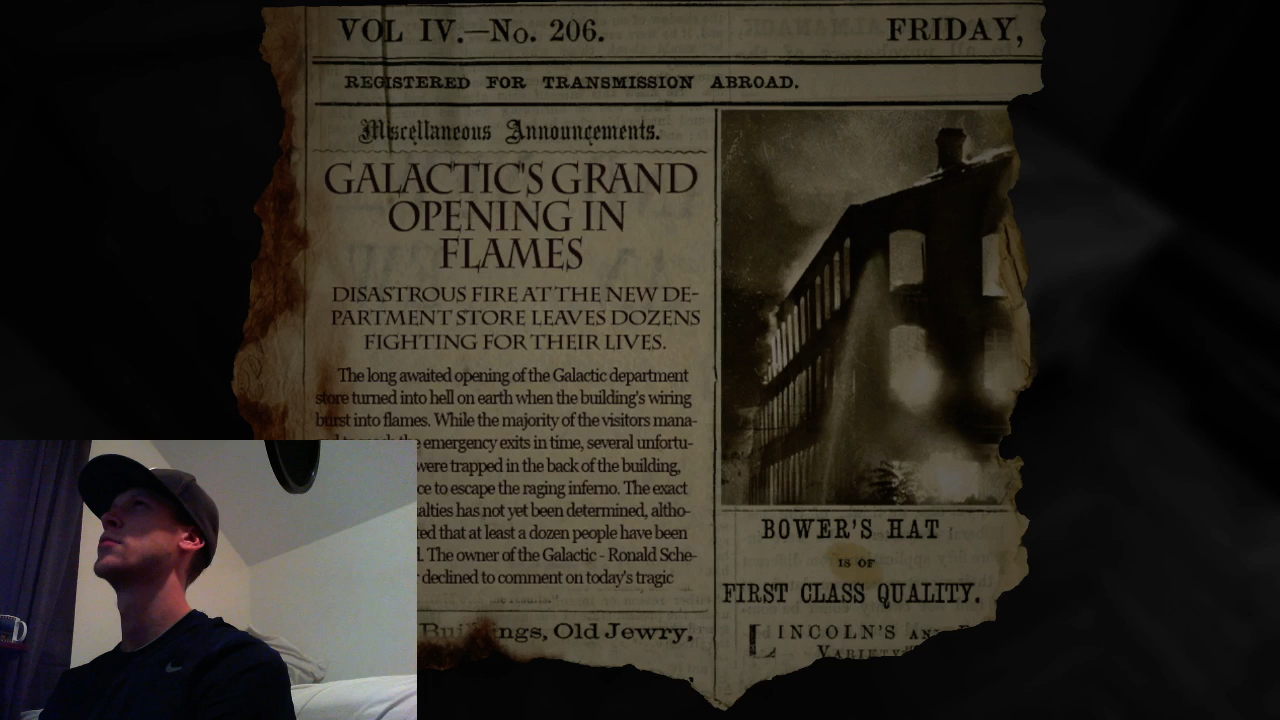 VOL IV.—No. 206.
FRIDAY,
REGISTERED FOR TRANSMISSION ABROAD.
Miscellaneous Announcements.
GALACTIC'S GRAND
OPENING IN
FLAMES
DISASTROUS FIRE AT THE NEW DE-
PARTMENT STORE LEAVES DOZENS
FIGHTING FOR THEIR LIVES.
The long awaited opening of the Galactic department
store turned into hell on earth when the building's wiring
burst into flames. While the majority of the visitors mana-
emergency exits in time, several unfortu-
were trapped in the back of the building,
to escape the raging inferno. The exact
has not yet been determined, altho-
that at least a dozen people have been
The owner of the Galactic - Ronald Sche-
declined to comment on today's tragic
Old Jewry,
BOWER'S HAT
IS OF
FIRST CLASS QUALITY.
LINCOLN'S